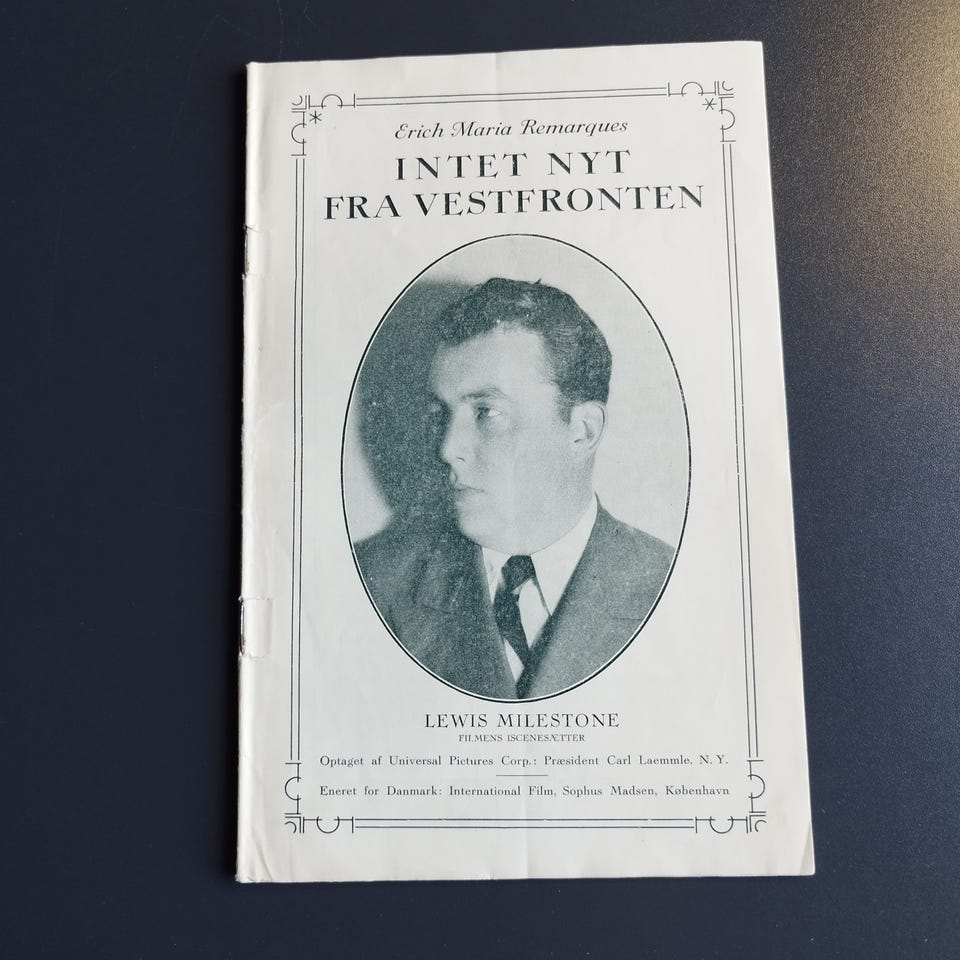 Erich Maria Remarques
INTET NYT
FRA VESTFRONTEN
LEWIS MILESTONE
FILMENS ISCENESÆTTER
Optaget af Universal Pictures Corp.: Præsident Carl Laemmle. N. Y.
Eneret for Danmark: International Film, Sophus Madsen, København